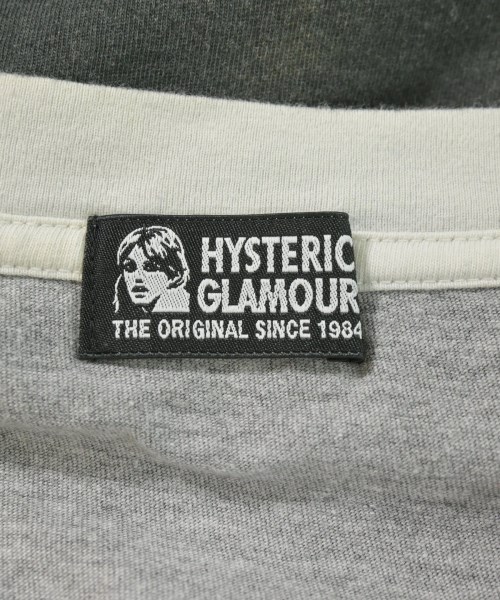 HYSTERIC
GLAMOUR
THE ORIGINAL SINCE 1984